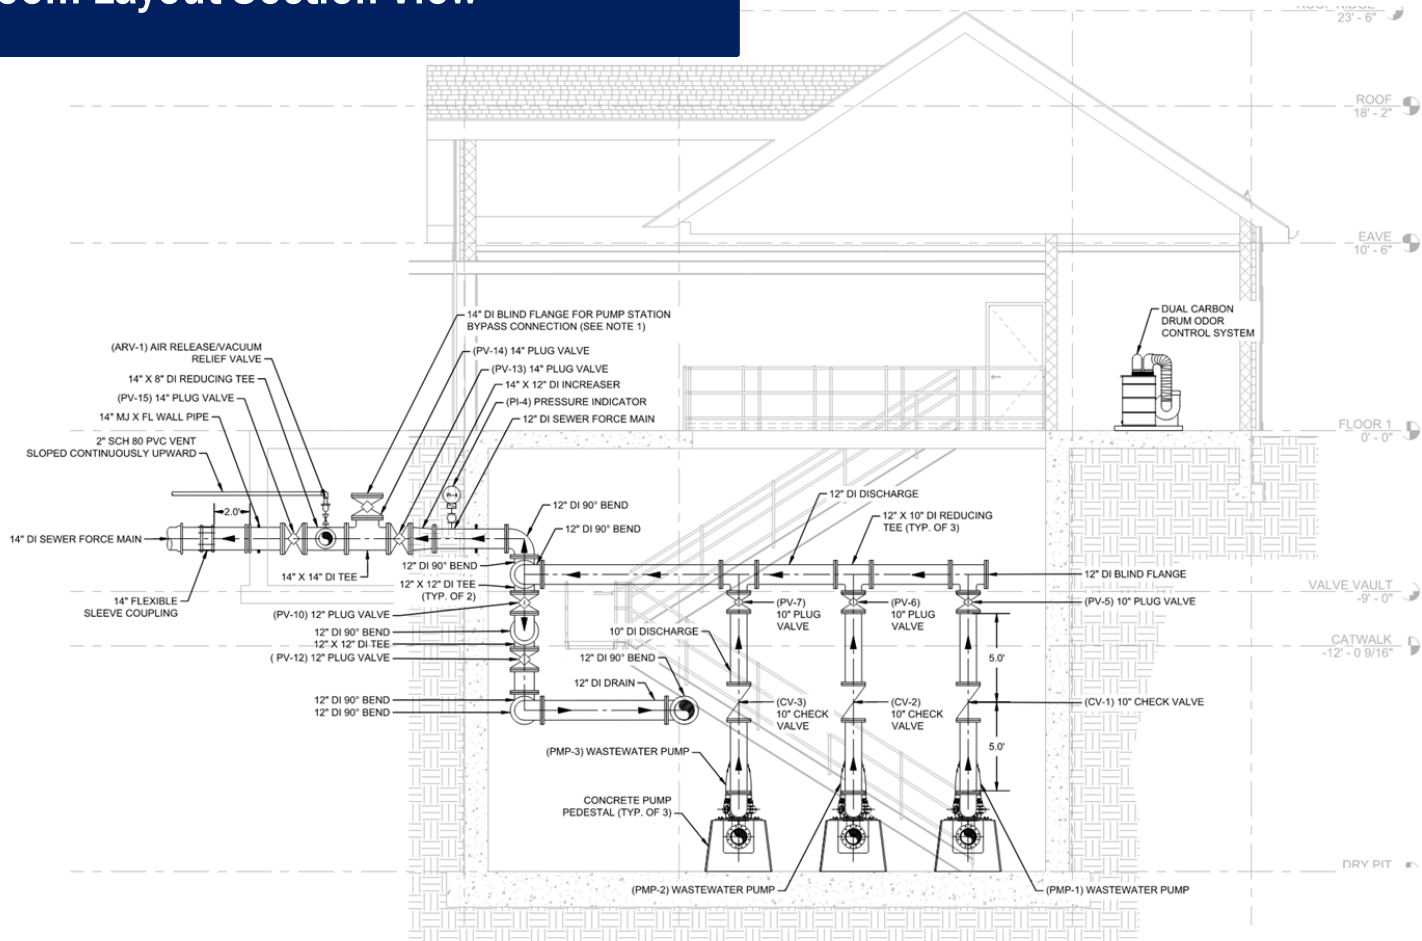 Layout Section View
23' - 6"
ROOF
18' - 2"
EAVE
10' - 6"
DUAL CARBON
DRUM ODOR
CONTROL SYSTEM
14" DI BLIND FLANGE FOR PUMP STATION
BYPASS CONNECTION (SEE NOTE 1)
(ARV-1) AIR RELEASE/VACUUM
RELIEF VALVE
(PV-14) 14" PLUG VALVE
(PV-13) 14" PLUG VALVE
14" X 8" DI REDUCING TEE
14" X 12" DI INCREASER
(PV-15) 14" PLUG VALVE
(PI-4) PRESSURE INDICATOR
14" MJ X FL WALL PIPE
12" DI SEWER FORCE MAIN
FLOOR 1
0' - 0"
2" SCH 80 PVC VENT
SLOPED CONTINUOUSLY UPWARD
2.0'
12" DI 90° BEND
12" DI DISCHARGE
12" X 10" DI REDUCING
TEE (TYP. OF 3)
12" DI 90° BEND
14" DI SEWER FORCE MAIN
12" DI 90° BEND
14" X 14" DI TEE
12" X 12" DI TEE
(TYP. OF 2)
12" DI BLIND FLANGE
VALVE VAULT
-9' - 0"
14" FLEXIBLE
SLEEVE COUPLING
(PV-10) 12" PLUG VALVE
(PV-7)
10" PLUG
VALVE
(PV-6)
10" PLUG
VALVE
(PV-5) 10" PLUG VALVE
12" DI 90° BEND
12" X 12" DI TEE
( PV-12) 12" PLUG VALVE
10" DI DISCHARGE
12" DI 90° BEND
CATWALK
-12' - 0 9/16"
5.0'
12" DI DRAIN
12" DI 90° BEND
12" DI 90° BEND
(CV-3)
10" CHECK
VALVE
(CV-2)
10" CHECK
VALVE
(CV-1) 10" CHECK VALVE
5.0'
(PMP-3) WASTEWATER PUMP
CONCRETE PUMP
PEDESTAL (TYP. OF 3)
DRY PIT
(PMP-2) WASTEWATER PUMP
(PMP-1) WASTEWATER PUMP